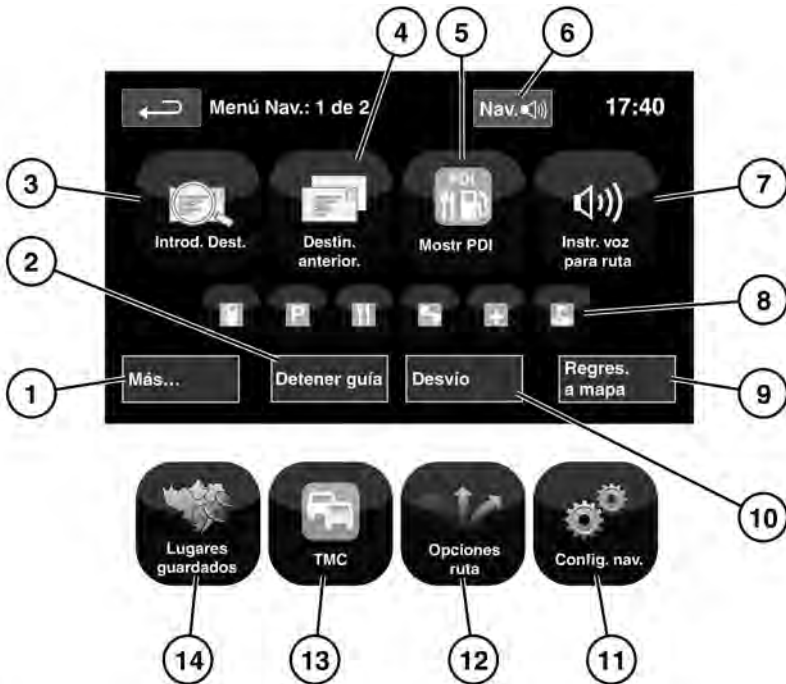 4
5
6
Menú Nav.: 1 de 2
Nav.
17:40
3
PDI
7
Introd. Dest.
Destin.
anterior.
Mostr PDI
Instr. voz
para ruta
2
P
8
1
Más...
Detener guía
Desvío
Regres.
a mapa
9
10
Lugares
guardados
TMC
Opciones
ruta
Config. nav.
14
13
12
11